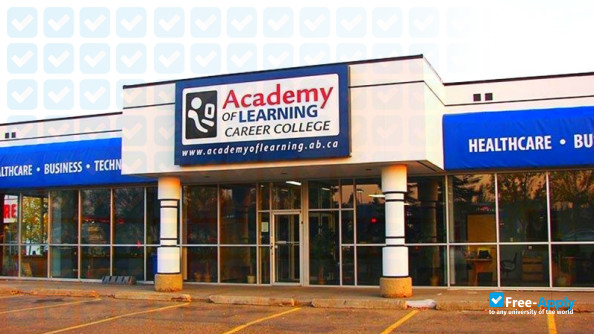 Academy
OF LEARNING
CAREER COLLEGE
www.academyoflearning.ab.ca
HEALTHCARE • BUSINESS • TECHN
HEALTHCARE • BU
RE
Free-Apply
to any university of the world